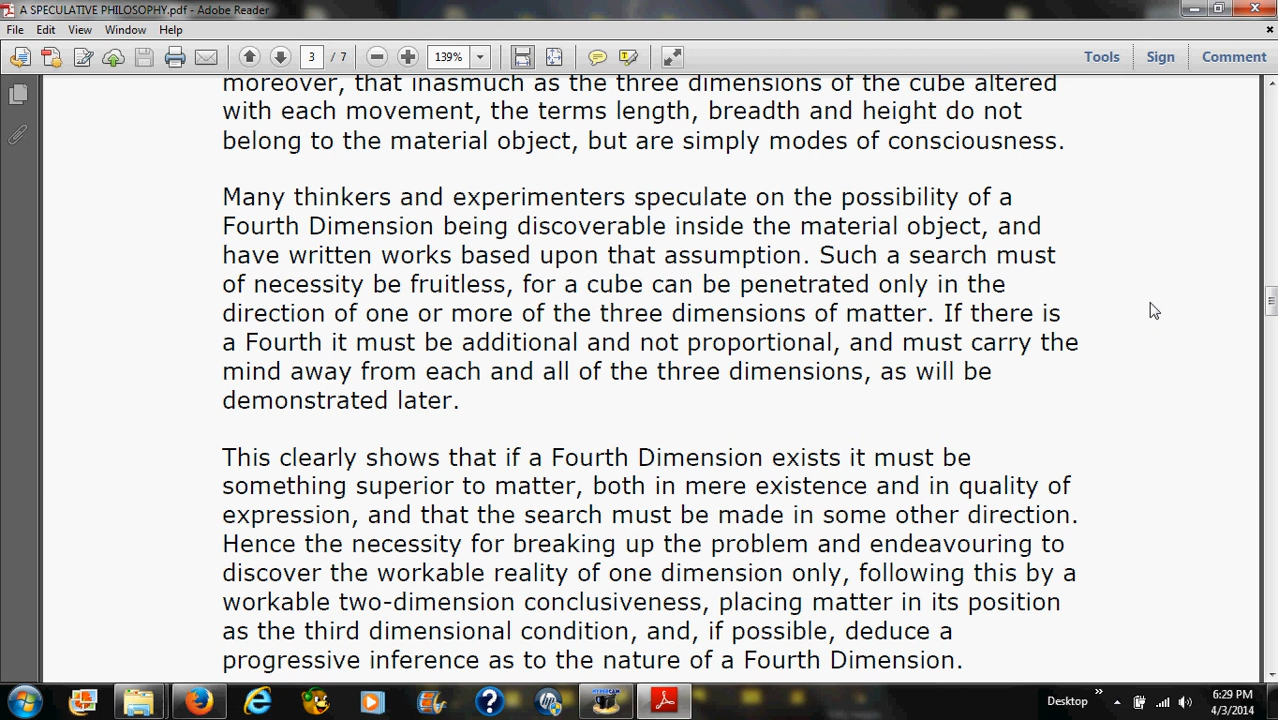 A SPECULATIVE PHILOSOPHY.pdf - Adobe Reader
File Edit View Window Help
3 / 7 139% Tools Sign Comment
moreover, that inasmuch as the three dimensions of the cube altered
with each movement, the terms length, breadth and height do not
belong to the material object, but are simply modes of consciousness.
Many thinkers and experimenters speculate on the possibility of a
Fourth Dimension being discoverable inside the material object, and
have written works based upon that assumption. Such a search must
of necessity be fruitless, for a cube can be penetrated only in the
direction of one or more of the three dimensions of matter. If there is
a Fourth it must be additional and not proportional, and must carry the
mind away from each and all of the three dimensions, as will be
demonstrated later.
This clearly shows that if a Fourth Dimension exists it must be
something superior to matter, both in mere existence and in quality of
expression, and that the search must be made in some other direction.
Hence the necessity for breaking up the problem and endeavouring to
discover the workable reality of one dimension only, following this by a
workable two-dimension conclusiveness, placing matter in its position
as the third dimensional condition, and, if possible, deduce a
progressive inference as to the nature of a Fourth Dimension.
Desktop
6:29 PM
4/3/2014